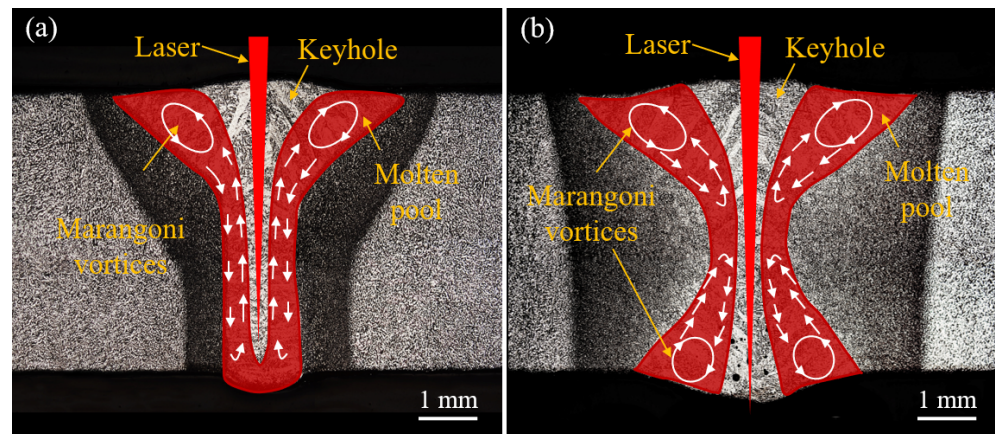 (a)
Laser
Keyhole
Marangoni
vortices
Molten
pool
1 mm
(b)
Laser
Keyhole
Marangoni
vortices
Molten
pool
1 mm